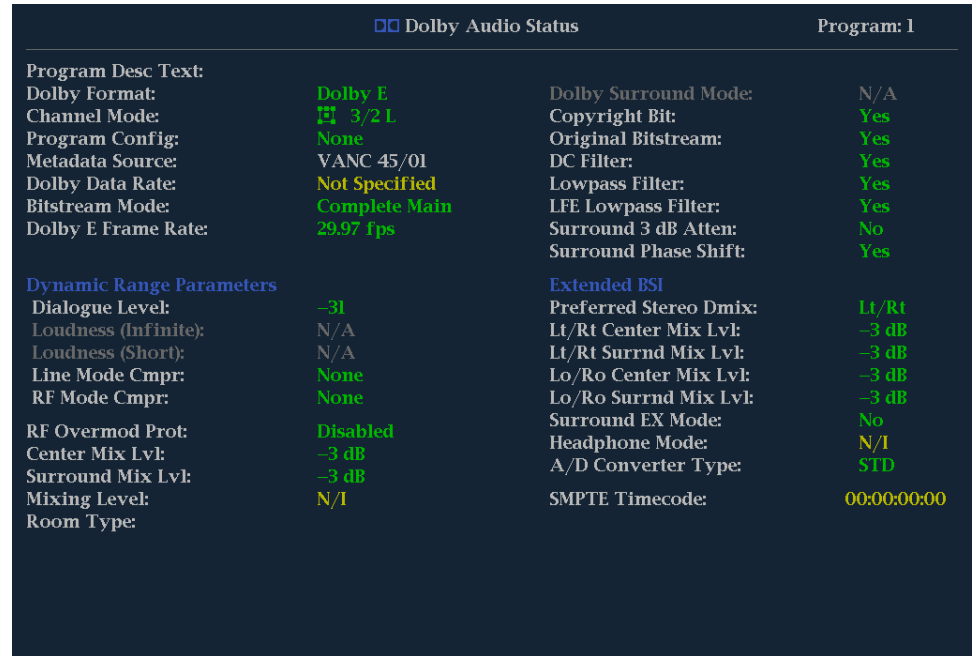 Dolby Audio Status
Program: 1
Program Desc Text:
Dolby Format: Dolby E
Channel Mode: 3/2 L
Program Config: None
Metadata Source: VANC 45/01
Dolby Data Rate: Not Specified
Bitstream Mode: Complete Main
Dolby E Frame Rate: 29.97 fps
Dolby Surround Mode: N/A
Copyright Bit: Yes
Original Bitstream: Yes
DC Filter: Yes
Lowpass Filter: Yes
LFE Lowpass Filter: Yes
Surround 3 dB Atten: No
Surround Phase Shift: Yes
Dynamic Range Parameters
Dialogue Level: –31
Loudness (Infinite): N/A
Loudness (Short): N/A
Line Mode Cmpr: None
RF Mode Cmpr: None
RF Overmod Prot: Disabled
Center Mix Lvl: –3 dB
Surround Mix Lvl: –3 dB
Mixing Level: N/I
Room Type:
Extended BSI
Preferred Stereo Dmix: Lt/Rt
Lt/Rt Center Mix Lvl: –3 dB
Lt/Rt Surrnd Mix Lvl: –3 dB
Lo/Ro Center Mix Lvl: –3 dB
Lo/Ro Surrnd Mix Lvl: –3 dB
Surround EX Mode: No
Headphone Mode: N/I
A/D Converter Type: STD
SMPTE Timecode: 00:00:00:00